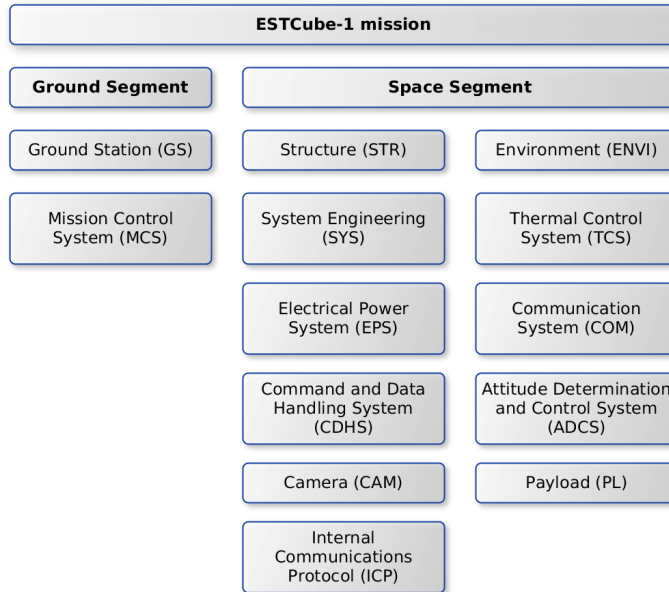 ESTCube-1 mission
Ground Segment
Space Segment
Ground Station (GS)
Structure (STR)
Environment (ENVI)
Mission Control
System (MCS)
System Engineering
(SYS)
Thermal Control
System (TCS)
Electrical Power
System (EPS)
Communication
System (COM)
Command and Data
Handling System
(CDHS)
Attitude Determination
and Control System
(ADCS)
Camera (CAM)
Payload (PL)
Internal
Communications
Protocol (ICP)